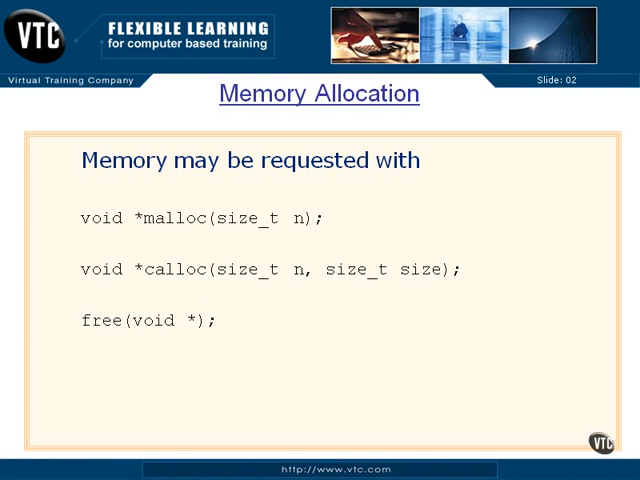 VTC
FLEXIBLE LEARNING
for computer based training
Virtual Training Company
Slide: 02
Memory Allocation
Memory may be requested with
void *malloc(size_t n);
void *calloc(size_t n, size_t size);
free(void *);
VTC
http://www.vtc.com